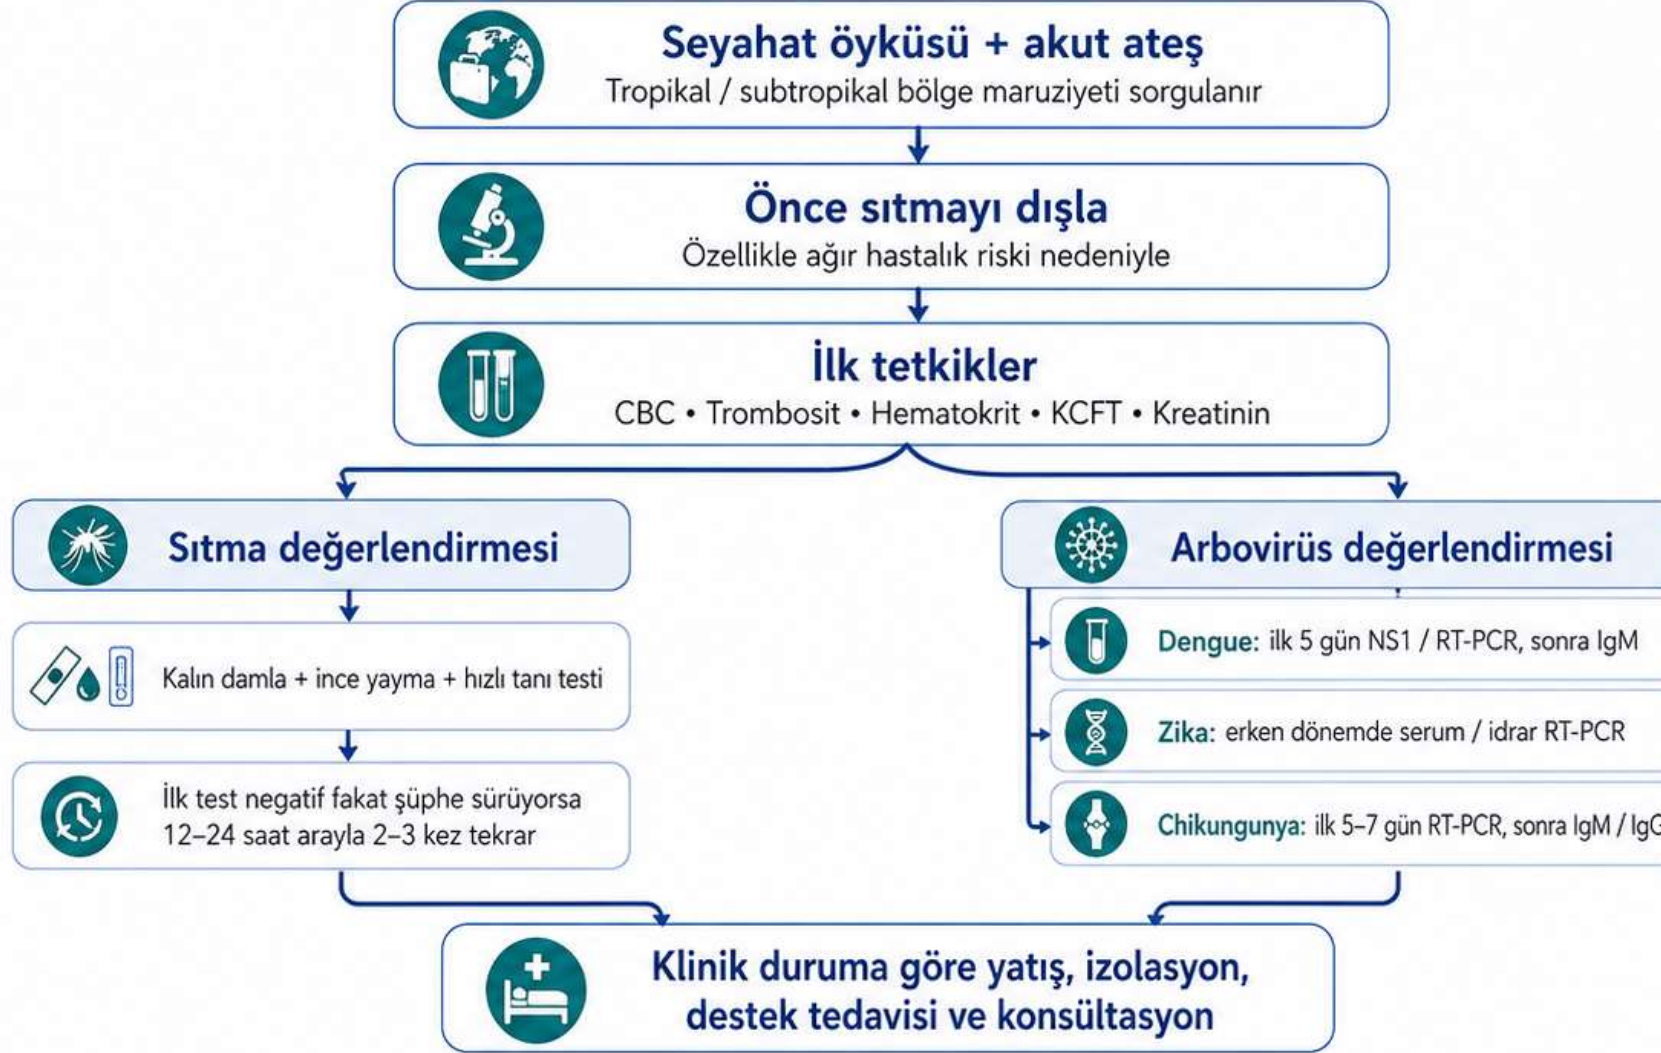 Seyahat öyküsü + akut ateş
Tropikal / subtropikal bölge maruziyeti sorgulanır
Önce sıtmayı dışla
Özellikle ağır hastalık riski nedeniyle
İlk tetkikler
CBC • Trombosit • Hematokrit • KCFT • Kreatinin
Sıtma değerlendirmesi
Kalın damla + ince yayma + hızlı tanı testi
İlk test negatif fakat şüphe sürüyorsa
12–24 saat arayla 2–3 kez tekrar
Arbovirüs değerlendirmesi
Dengue: ilk 5 gün NS1 / RT-PCR, sonra IgM
Zika: erken dönemde serum / idrar RT-PCR
Chikungunya: ilk 5–7 gün RT-PCR, sonra IgM / IgG
Klinik duruma göre yatış, izolasyon,
destek tedavisi ve konsültasyon